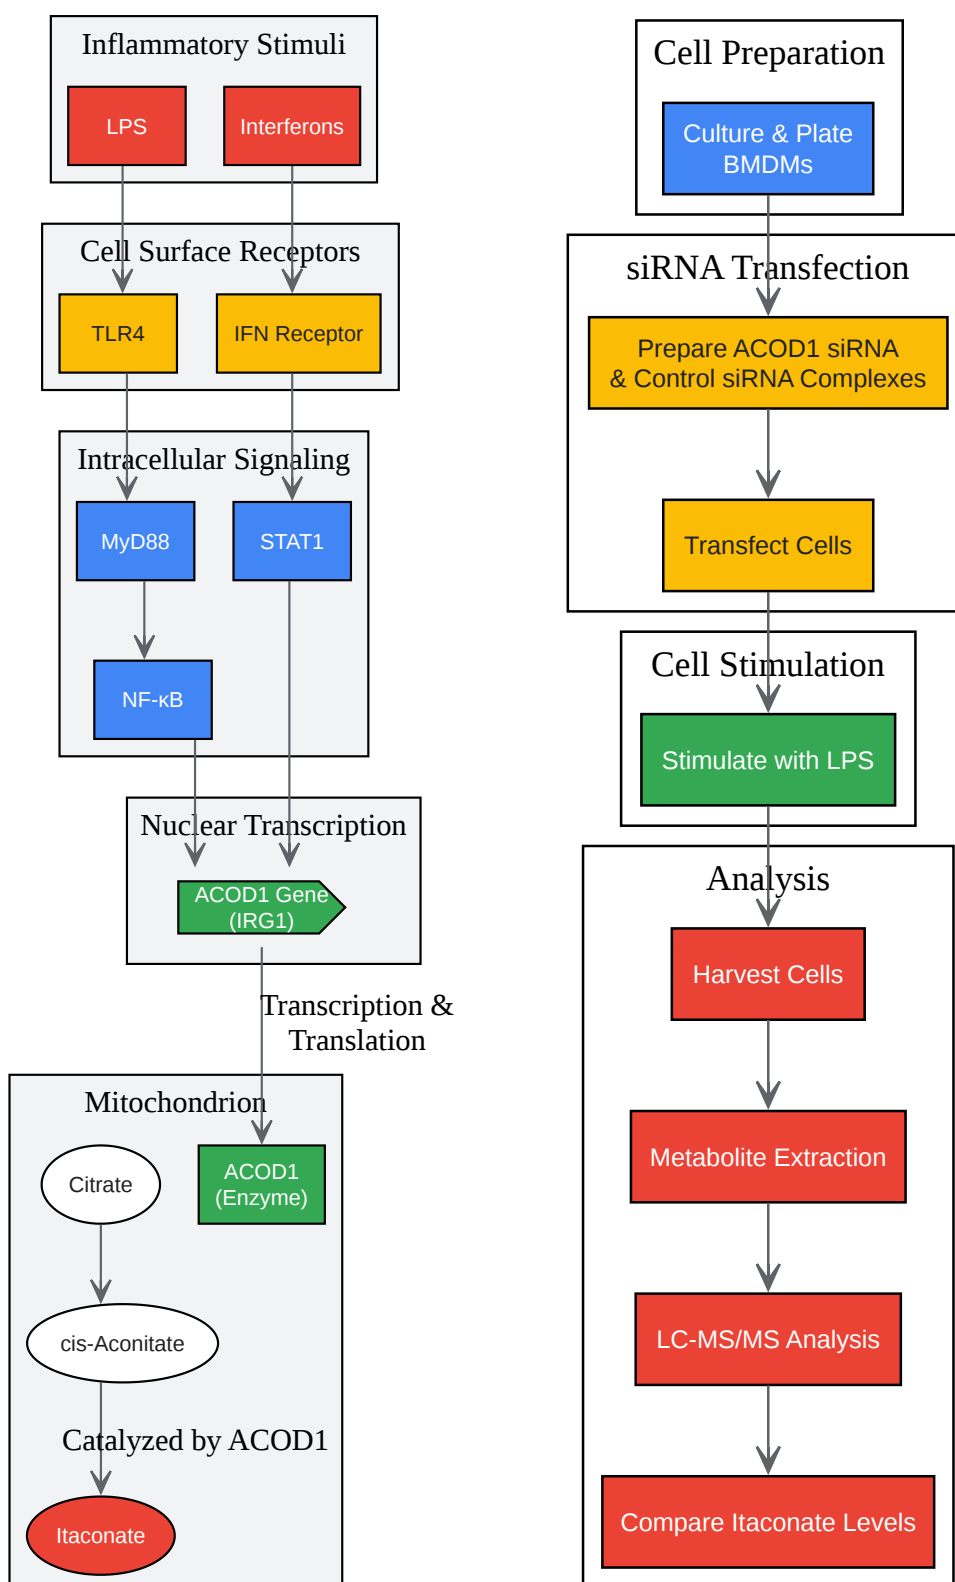 Inflammatory Stimuli
LPS
Interferons
Cell Surface Receptors
TLR4
IFN Receptor
Intracellular Signaling
MyD88
STAT1
NF-κB
Nuclear Transcription
ACOD1 Gene
(IRG1)
Transcription &
Translation
Mitochondrion
Citrate
ACOD1
(Enzyme)
cis-Aconitate
Catalyzed by ACOD1
Itaconate
Cell Preparation
Culture & Plate
BMDMs
siRNA Transfection
Prepare ACOD1 siRNA
& Control siRNA Complexes
Transfect Cells
Cell Stimulation
Stimulate with LPS
Analysis
Harvest Cells
Metabolite Extraction
LC-MS/MS Analysis
Compare Itaconate Levels